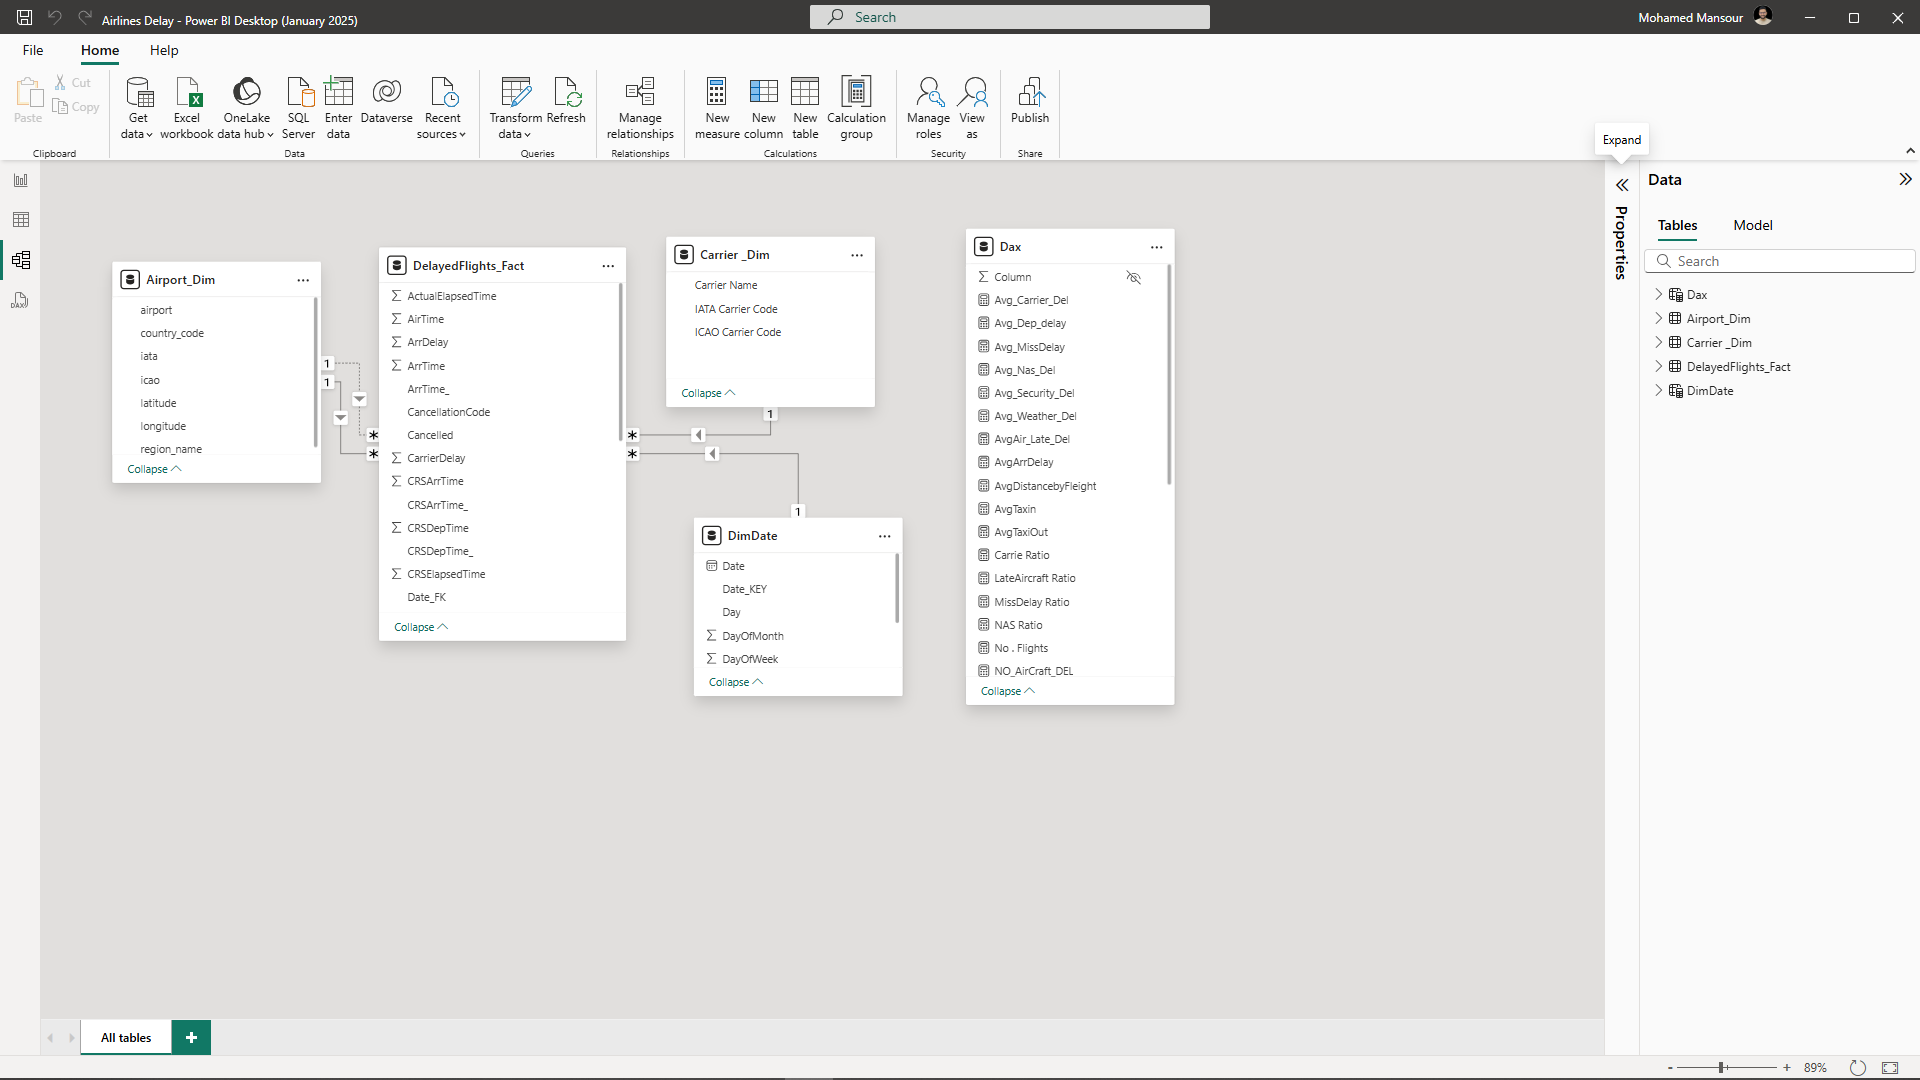 Airlines Delay - Power BI Desktop (January 2025)
Search
Mohamed Mansour
File
Home
Help
Paste
Cut
Copy
Clipboard
Get data
Excel workbook
OneLake data hub
SQL Server
Enter data
Dataverse
Recent sources
Data
Transform data
Refresh
Queries
Manage relationships
Relationships
New measure
New column
New table
Calculation group
Calculations
Manage roles
View as
Security
Publish
Share
Expand
Airport_Dim
airport
country_code
iata
icao
latitude
longitude
region_name
Collapse
1
1
*
*
DelayedFlights_Fact
ActualElapsedTime
AirTime
ArrDelay
ArrTime
ArrTime_
CancellationCode
Cancelled
CarrierDelay
CRSArrTime
CRSArrTime_
CRSDepTime
CRSDepTime_
CRSElapsedTime
Date_FK
Collapse
*
*
Carrier _Dim
Carrier Name
IATA Carrier Code
ICAO Carrier Code
Collapse
1
1
DimDate
Date
Date_KEY
Day
DayOfMonth
DayOfWeek
Collapse
Dax
Column
Avg_Carrier_Del
Avg_Dep_delay
Avg_MissDelay
Avg_Nas_Del
Avg_Security_Del
Avg_Weather_Del
AvgAir_Late_Del
AvgArrDelay
AvgDistancebyFleight
AvgTaxin
AvgTaxiOut
Carrie Ratio
LateAircraft Ratio
MissDelay Ratio
NAS Ratio
No . Flights
NO_AirCraft_DEL
Collapse
Properties
Data
Tables
Model
Search
Dax
Airport_Dim
Carrier _Dim
DelayedFlights_Fact
DimDate
DAX
All tables
+
- + 89%